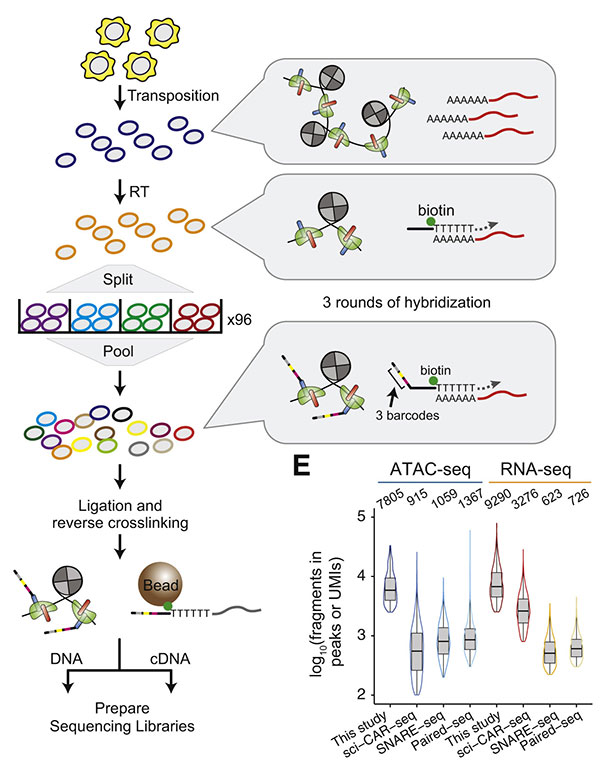 Transposition
AAAAAA
AAAAAA
AAAAAA
RT
biotin
TTTTTT
AAAAAA
Split
x96
Pool
3 rounds of hybridization
biotin
TTTTTT
AAAAAA
3 barcodes
Ligation and
reverse crosslinking
Bead
TTTTT
DNA
cDNA
Prepare
Sequencing Libraries
E
ATAC-seq RNA-seq
7805 915 1059 1367 9290 3276 623 726
log10(fragments in
peaks or UMIs)
5
4
3
2
This study
sci–CAR–seq
SNARE–seq
Paired–seq
This study
sci–CAR–seq
SNARE–seq
Paired–seq